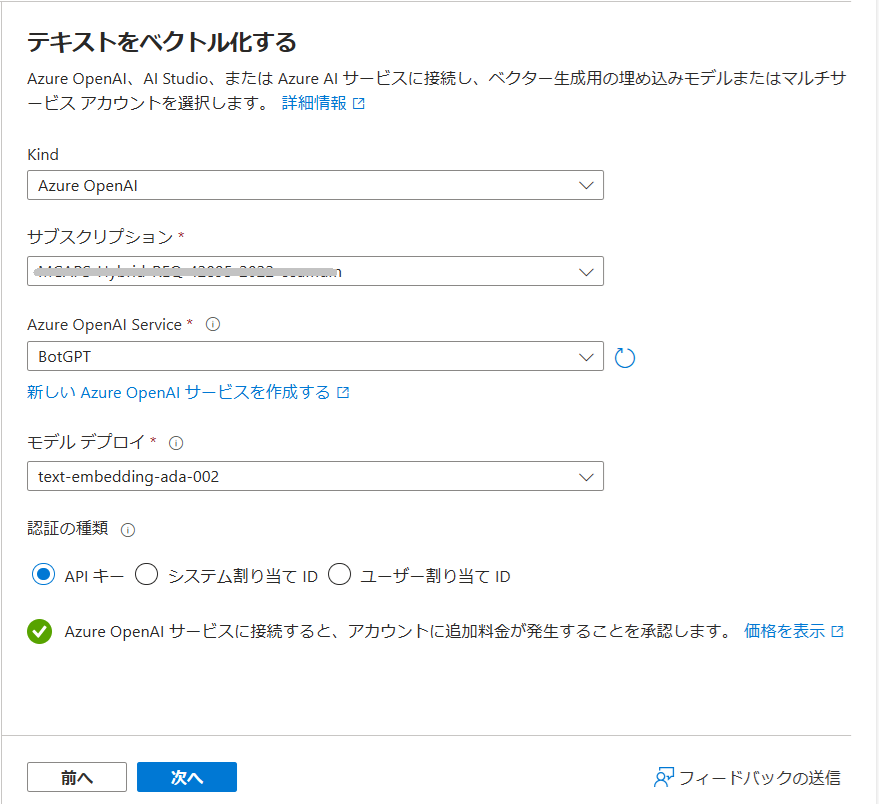 テキストをベクトル化する
Azure OpenAI、AI Studio、または Azure AI サービスに接続し、ベクター生成用の埋め込みモデルまたはマルチサ
ービス アカウントを選択します。 詳細情報
Kind
Azure OpenAI
サブスクリプション *
Azure OpenAI Service *
BotGPT
新しい Azure OpenAI サービスを作成する
モデル デプロイ *
text-embedding-ada-002
認証の種類
API キー システム割り当て ID ユーザー割り当て ID
Azure OpenAI サービスに接続すると、アカウントに追加料金が発生することを承認します。 価格を表示
前へ 次へ フィードバックの送信